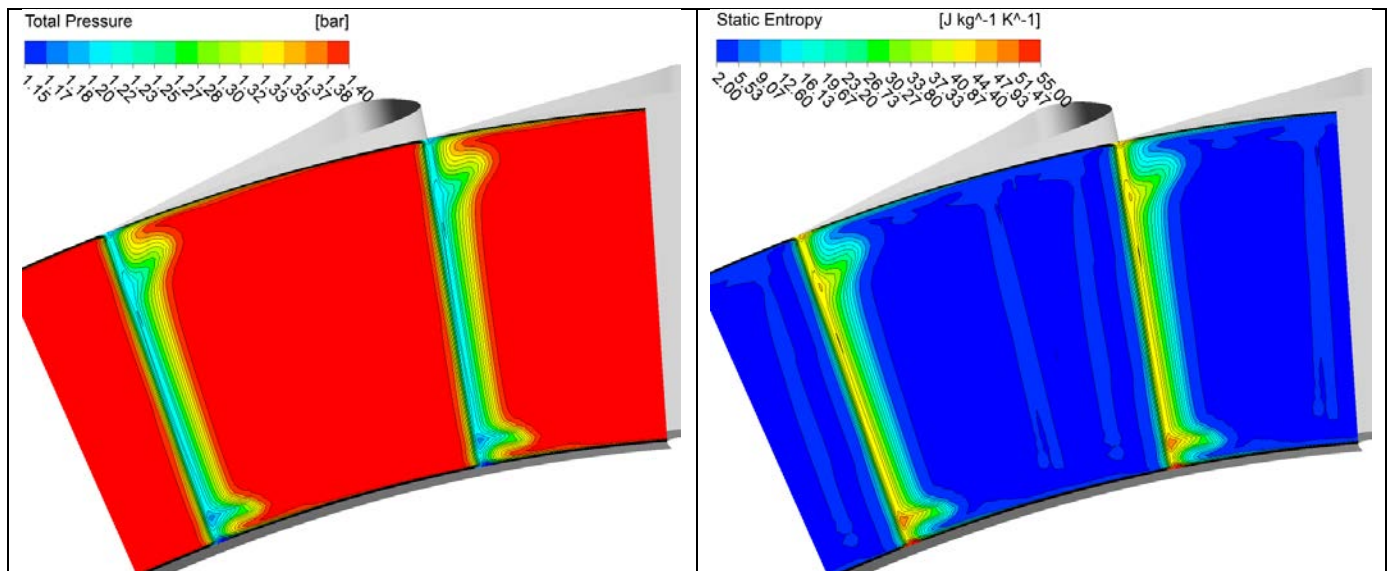 Total Pressure [bar]
1.15 1.17 1.18 1.20 1.22 1.23 1.25 1.27 1.28 1.30 1.32 1.33 1.35 1.37 1.38 1.40
Static Entropy [J kg^-1 K^-1]
2.00 5.53 9.07 12.60 16.13 19.67 23.20 26.73 30.27 33.80 37.33 40.87 44.40 47.93 51.47 55.00